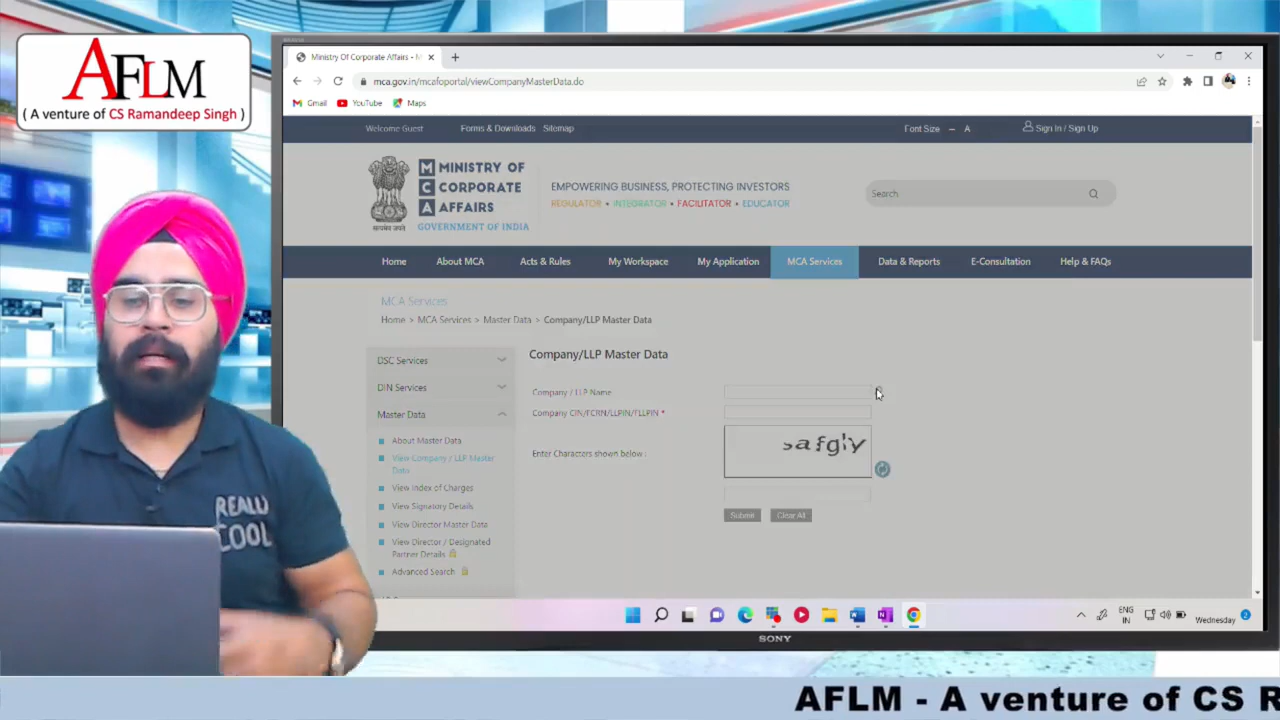 AFLM
( A venture of CS Ramandeep Singh )
Ministry Of Corporate Affairs - M
mca.gov.in/mcafoportal/viewCompanyMasterData.do
Gmail YouTube Maps
Welcome Guest Forms & Downloads Sitemap Font Size – A Sign In / Sign Up
MINISTRY OF
CORPORATE
AFFAIRS
GOVERNMENT OF INDIA
M
C
A
सत्यमेव जयते
EMPOWERING BUSINESS, PROTECTING INVESTORS
REGULATOR • INTEGRATOR • FACILITATOR • EDUCATOR
Search
Home About MCA Acts & Rules My Workspace My Application MCA Services Data & Reports E-Consultation Help & FAQs
MCA Services
Home > MCA Services > Master Data > Company/LLP Master Data
DSC Services
DIN Services
Master Data
About Master Data
View Company / LLP Master
Data
View Index of Charges
View Signatory Details
View Director Master Data
View Director / Designated
Partner Details
Advanced Search
Company/LLP Master Data
Company / LLP Name
Company CIN/FCRN/LLPIN/FLLPIN *
Enter Characters shown below :
safgly
Submit Clear All
ENG
IN
Wednesday
SONY
REALLY
COOL
AFLM - A venture of CS R